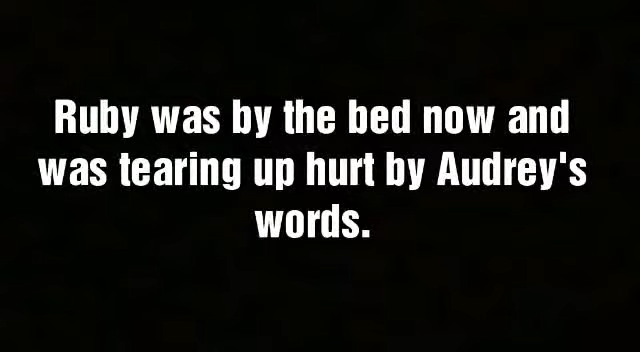 Ruby was by the bed now and
was tearing up hurt by Audrey's
words.